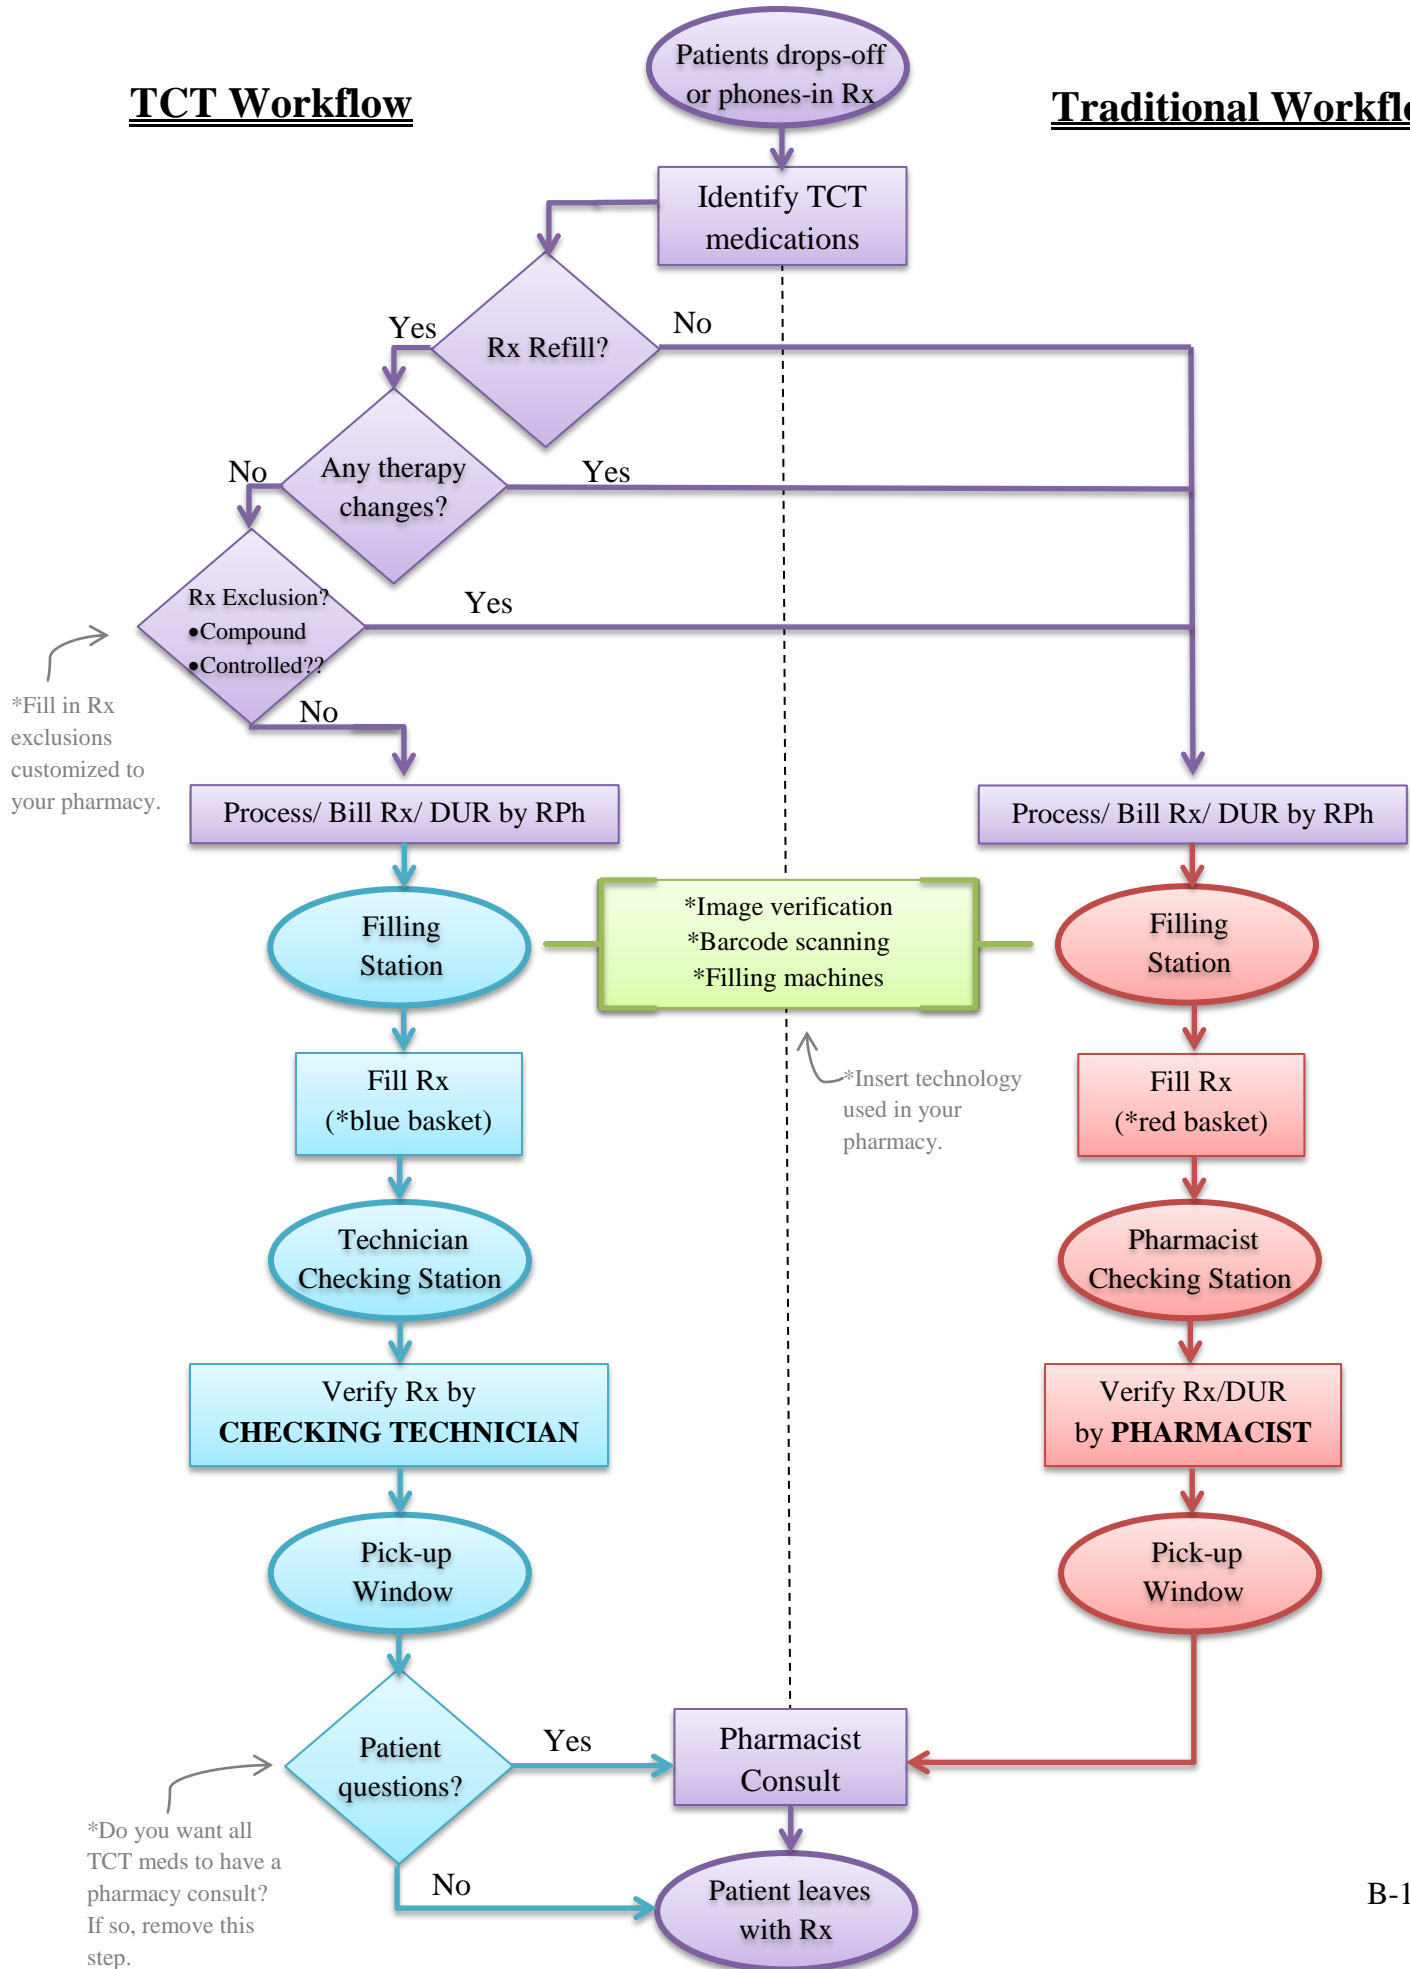 Patients drops-off
or phones-in Rx
TCT Workflow
Traditional Workflo
Identify TCT
medications
Yes
No
Rx Refill?
No
Any therapy
changes?
Yes
Rx Exclusion?
•Compound
•Controlled??
Yes
*Fill in Rx
exclusions
customized to
your pharmacy.
No
Process/ Bill Rx/ DUR by RPh
Process/ Bill Rx/ DUR by RPh
Filling
Station
*Image verification
*Barcode scanning
*Filling machines
Filling
Station
Fill Rx
(*blue basket)
*Insert technology
used in your
pharmacy.
Fill Rx
(*red basket)
Technician
Checking Station
Pharmacist
Checking Station
Verify Rx by
CHECKING TECHNICIAN
Verify Rx/DUR
by PHARMACIST
Pick-up
Window
Pick-up
Window
Patient
questions?
Yes
Pharmacist
Consult
*Do you want all
TCT meds to have a
pharmacy consult?
If so, remove this
step.
No
Patient leaves
with Rx
B-1